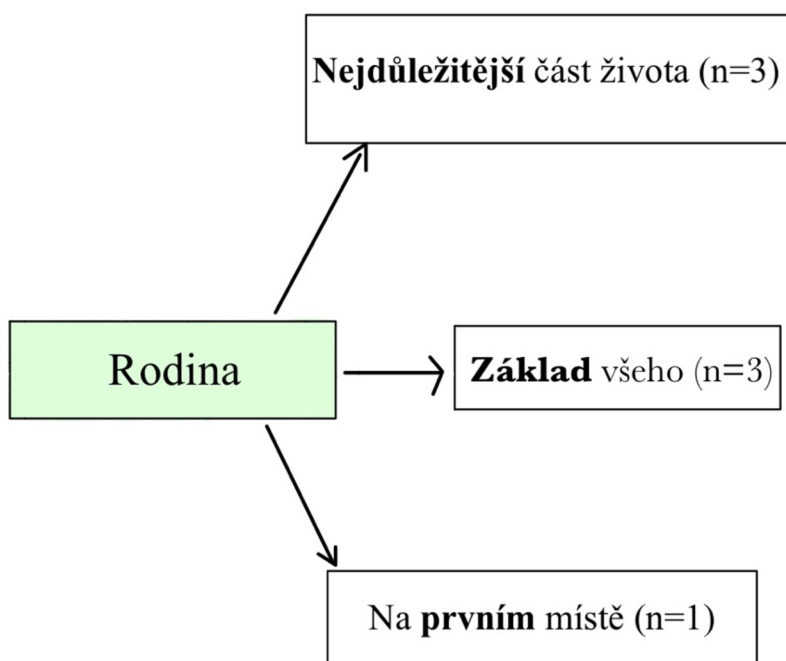 Nejdůležitější část života (n=3)
Rodina
Základ všeho (n=3)
Na prvním místě (n=1)